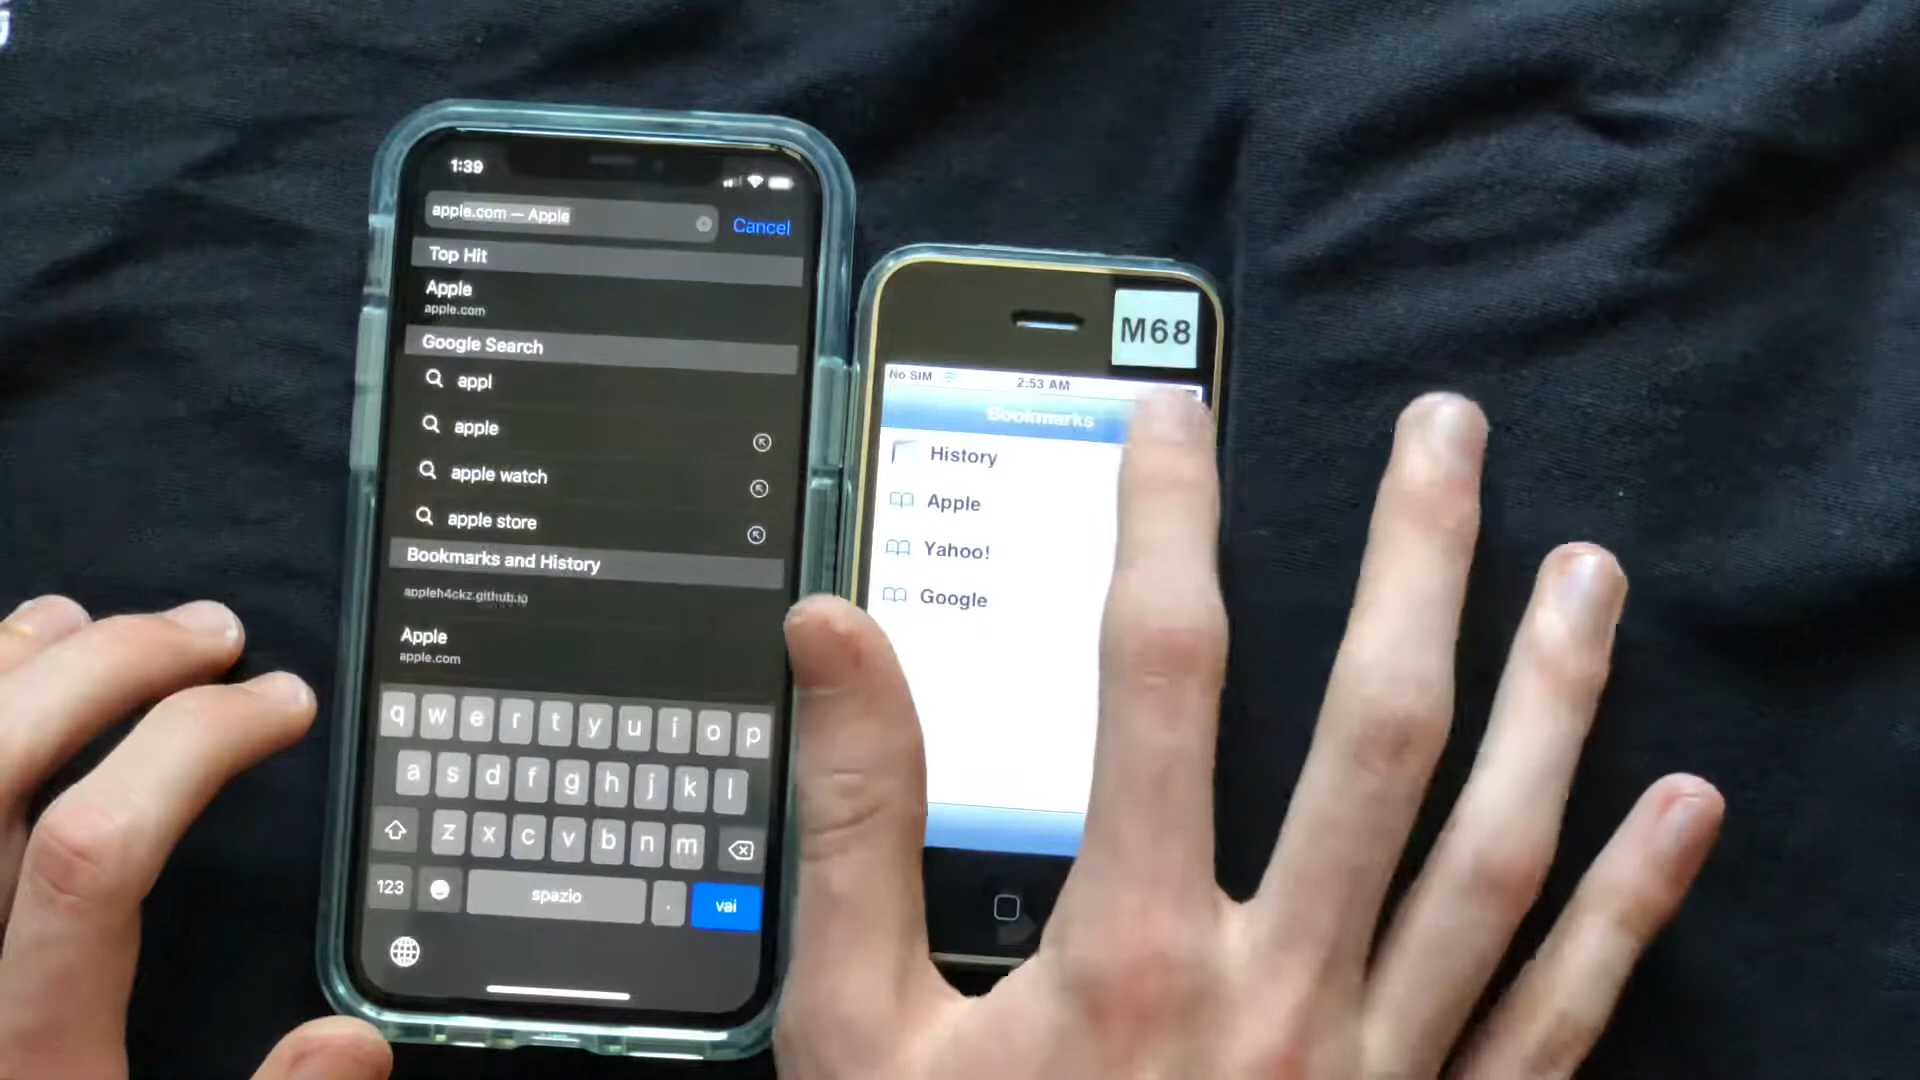 1:39
apple.com — Apple
Cancel
Top Hit
Apple
apple.com
Google Search
appl
apple
apple watch
apple store
Bookmarks and History
appleh4ckz.github.io
Apple
apple.com
q w e r t y u i o p
a s d f g h j k l
z x c v b n m
123
spazio
.
vai
M68
No SIM
2:53 AM
Bookmarks
History
Apple
Yahoo!
Google